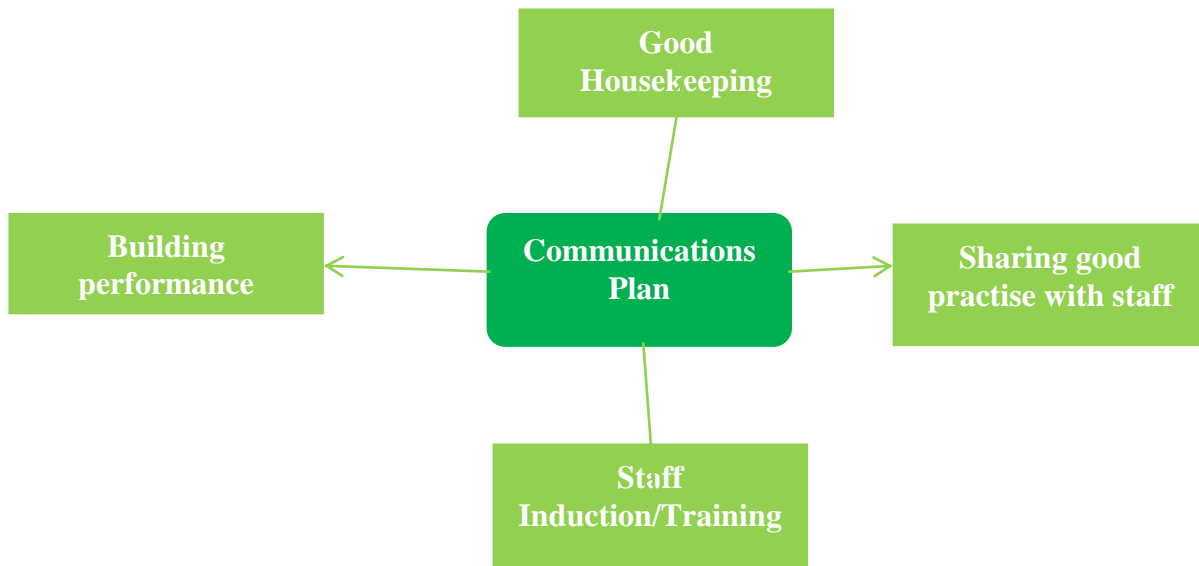 Good
Housekeeping
Building
performance
Communications
Plan
Sharing good
practise with staff
Staff
Induction/Training